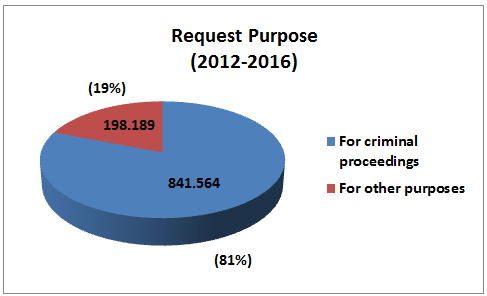 Request Purpose
(2012-2016)
(19%)
198.189
841.564
(81%)
For criminal
proceedings
For other purposes